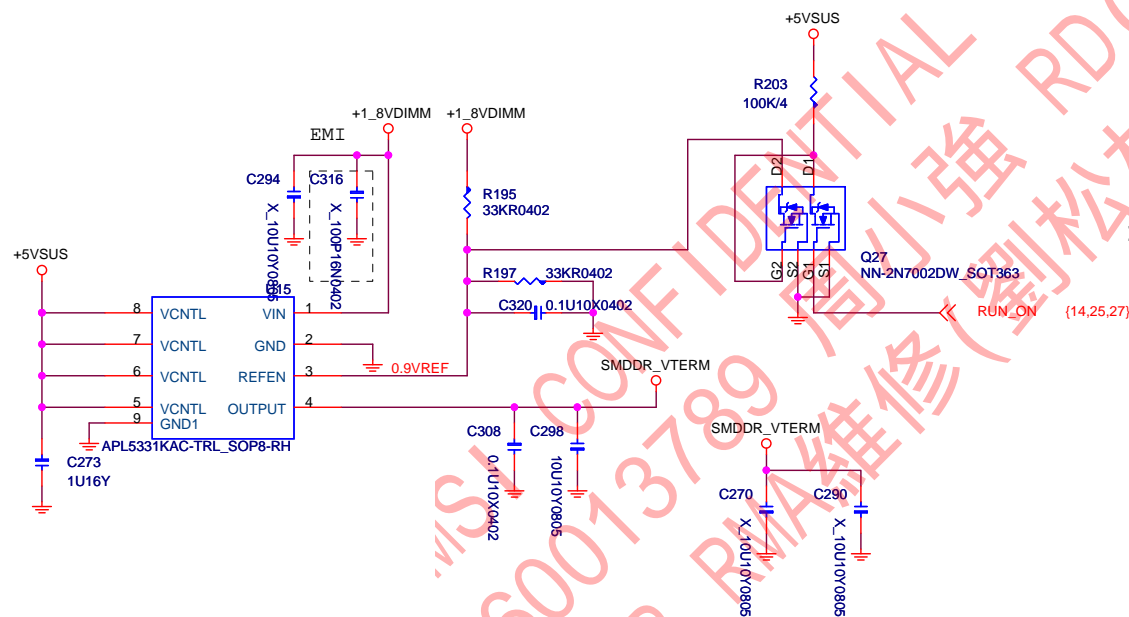 +5VSUS
R203
100K/4
+1_8VDIMM
+1_8VDIMM
EMI
C294
X_10U10Y0805
C316
X_100P16N0402
R195
33KR0402
D2
D1
G2
S2
G1
S1
Q27
NN-2N7002DW_SOT363
RUN_ON
{14,25,27}
+5VSUS
R197
33KR0402
C320
0.1U10X0402
U15
8
VCNTL
VIN
1
7
VCNTL
GND
2
6
VCNTL
REFEN
3
0.9VREF
5
VCNTL
OUTPUT
4
9
GND1
APL5331KAC-TRL_SOP8-RH
SMDDR_VTERM
C273
1U16Y
C308
0.1U10X0402
C298
10U10Y0805
SMDDR_VTERM
C270
X_10U10Y0805
C290
X_10U10Y0805
MSI CONFIDENTIAL
60013789 周小強 RDC
RMA維修(劉松